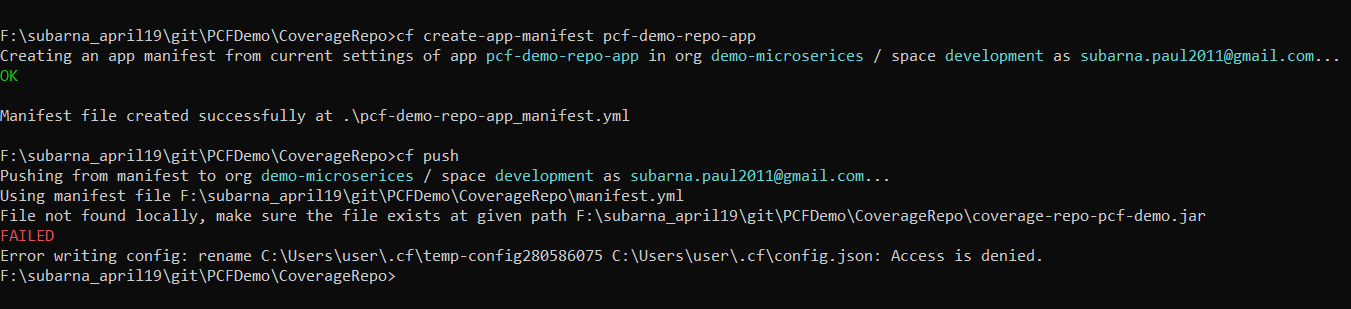 F:\subarna_april19\git\PCFDemo\CoverageRepo>cf create-app-manifest pcf-demo-repo-app
Creating an app manifest from current settings of app pcf-demo-repo-app in org demo-microserices / space development as subarna.paul2011@gmail.com...
OK
Manifest file created successfully at .\pcf-demo-repo-app_manifest.yml
F:\subarna_april19\git\PCFDemo\CoverageRepo>cf push
Pushing from manifest to org demo-microserices / space development as subarna.paul2011@gmail.com...
Using manifest file F:\subarna_april19\git\PCFDemo\CoverageRepo\manifest.yml
File not found locally, make sure the file exists at given path F:\subarna_april19\git\PCFDemo\CoverageRepo\coverage-repo-pcf-demo.jar
FAILED
Error writing config: rename C:\Users\user\.cf\temp-config280586075 C:\Users\user\.cf\config.json: Access is denied.
F:\subarna_april19\git\PCFDemo\CoverageRepo>